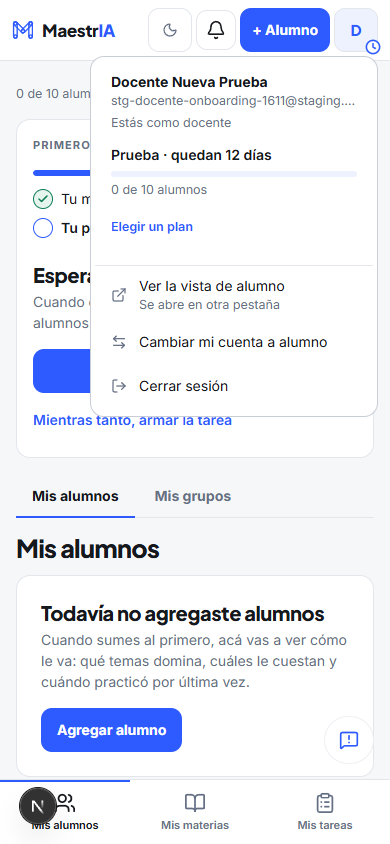 MaestrIA
+ Alumno
D
0 de 10 alum
Docente Nueva Prueba
stg-docente-onboarding-1611@staging....
Estás como docente
Prueba · quedan 12 días
0 de 10 alumnos
Elegir un plan
Ver la vista de alumno
Se abre en otra pestaña
Cambiar mi cuenta a alumno
Cerrar sesión
PRIMERO
Tu m
Tu p
Espera
Cuando
alumnos
Mientras tanto, armar la tarea
Mis alumnos
Mis grupos
Mis alumnos
Todavía no agregaste alumnos
Cuando sumes al primero, acá vas a ver cómo
le va: qué temas domina, cuáles le cuestan y
cuándo practicó por última vez.
Agregar alumno
N
Mis alumnos
Mis materias
Mis tareas